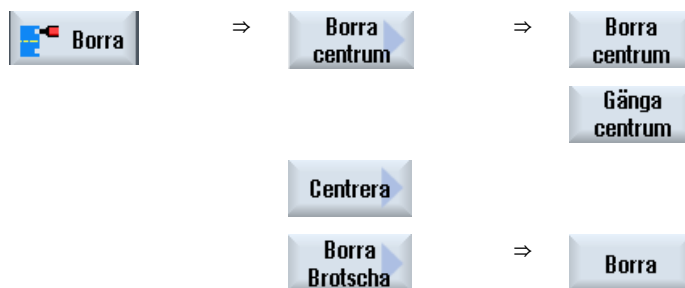 Borra ⇒ Borra ⇒ Borra
centrum centrum
Gänga
centrum
Centrera
Borra ⇒ Borra
Brotscha